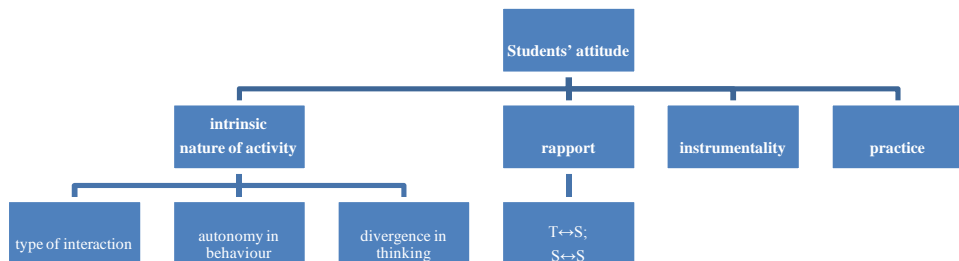 Students’ attitude
intrinsic
nature of activity
rapport
instrumentality
practice
type of interaction
autonomy in
behaviour
divergence in
thinking
T↔S;
S↔S